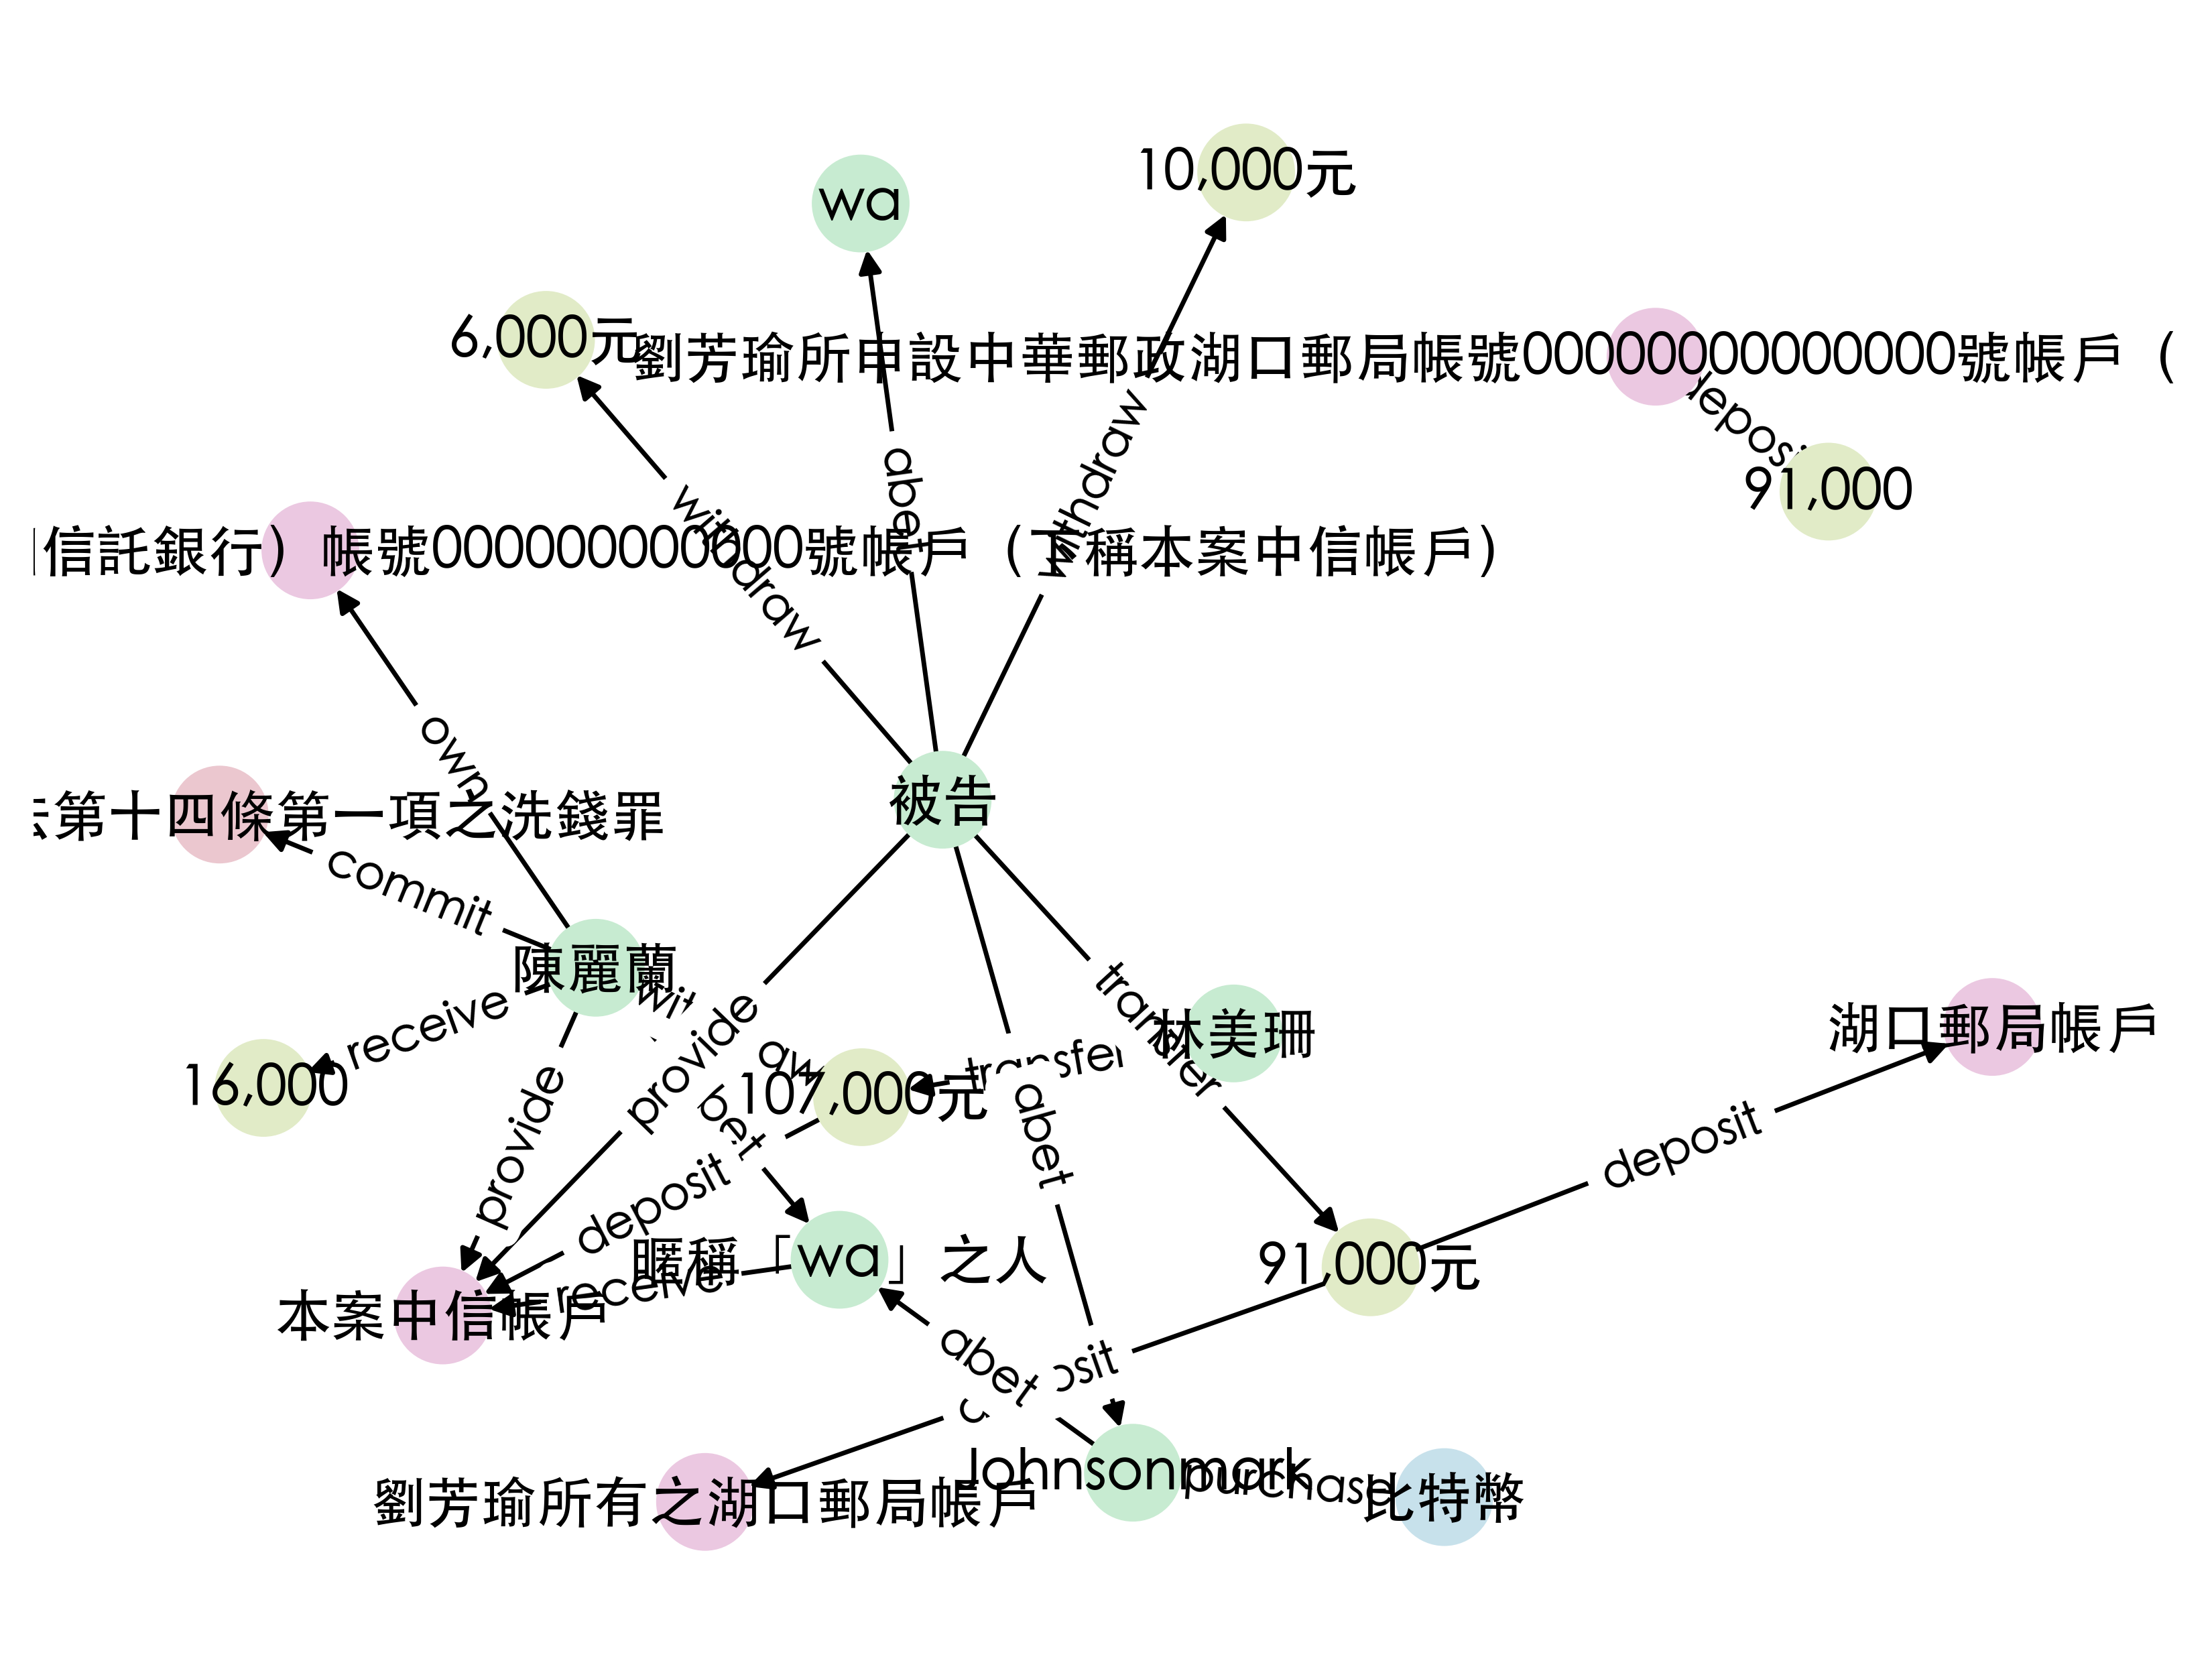 10,000元
wa
6,000元
劉芳瑜所申設中華郵政湖口郵局帳號00000000000000號帳戶（
deposit
91,000
abet
withdraw
withdraw
信託銀行）帳號000000000000號帳戶（下稱本案中信帳戶）
own
被告
第十四條第一項之洗錢罪
commit
陳麗蘭
withdraw
receive
16,000
provide
provide
107,000元
transfer
transfer
林美珊
湖口郵局帳戶
abet
abet
deposit
deposit
暱稱「wa」之人
receive
本案中信帳戶
91,000元
abet
deposit
Johnsonmark
purchase
比特幣
劉芳瑜所有之湖口郵局帳戶